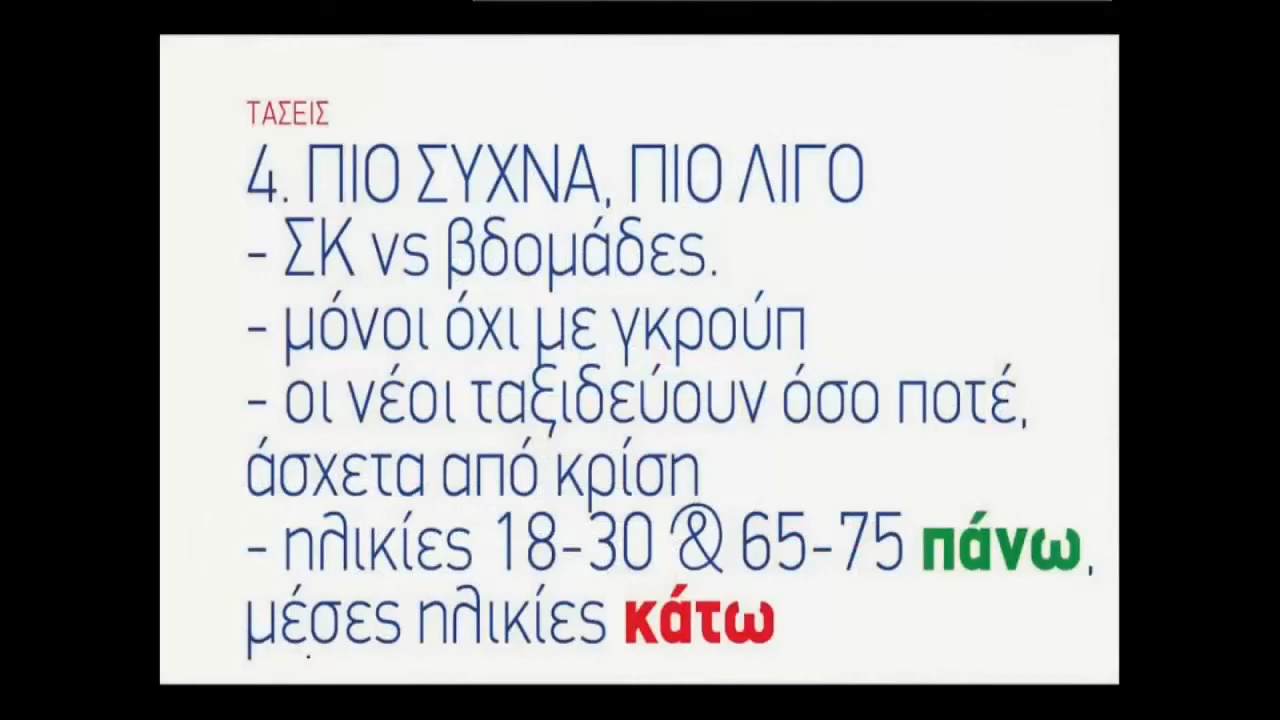 ΤΑΣΕΙΣ
4. ΠΙΟ ΣΥΧΝΑ, ΠΙΟ ΛΙΓΟ
- ΣΚ vs βδομάδες.
- μόνοι όχι με γκρούπ
- οι νέοι ταξιδεύουν όσο ποτέ,
άσχετα από κρίση
- ηλικίες 18-30 & 65-75 πάνω,
μέσες ηλικίες κάτω